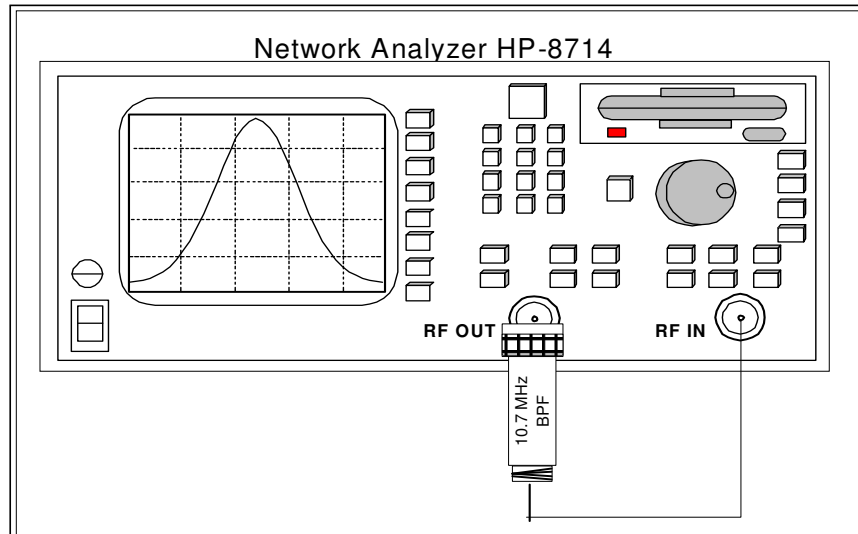 Network Analyzer HP-8714
RF OUT
RF IN
10.7 MHz
BPF